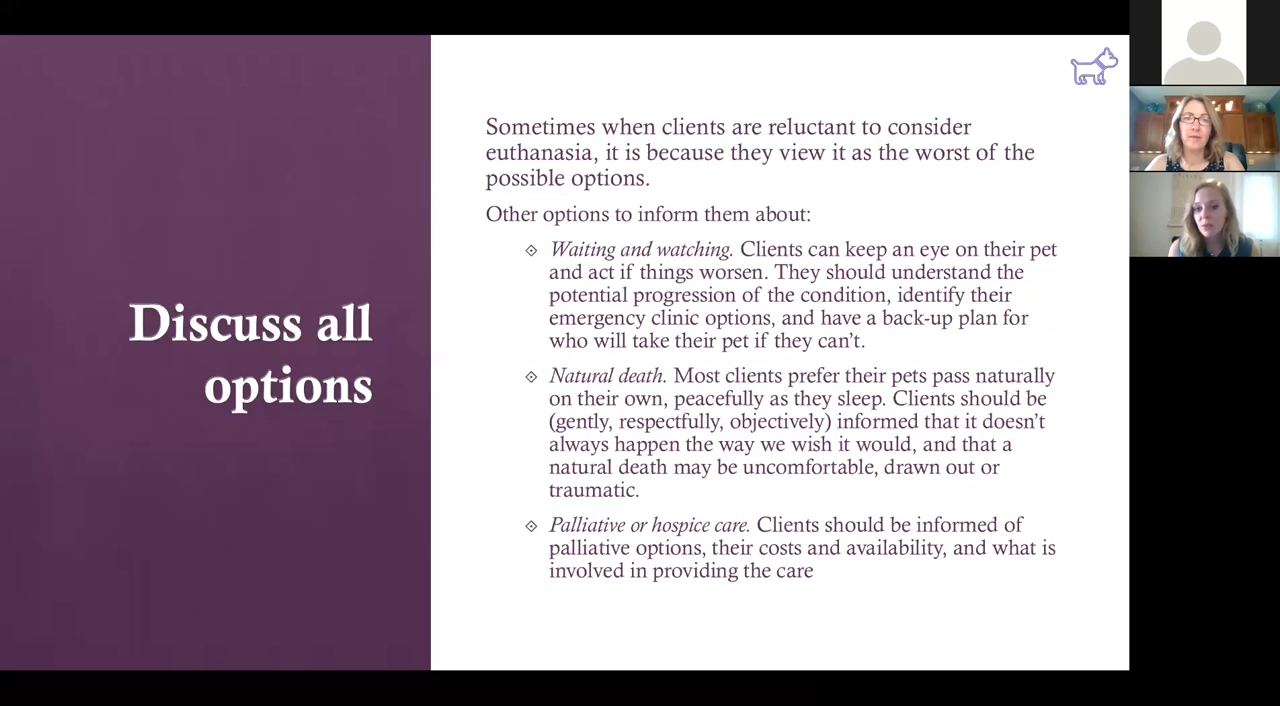 Discuss all
options
Sometimes when clients are reluctant to consider
euthanasia, it is because they view it as the worst of the
possible options.
Other options to inform them about:
Waiting and watching. Clients can keep an eye on their pet
and act if things worsen. They should understand the
potential progression of the condition, identify their
emergency clinic options, and have a back-up plan for
who will take their pet if they can't.
Natural death. Most clients prefer their pets pass naturally
on their own, peacefully as they sleep. Clients should be
(gently, respectfully, objectively) informed that it doesn't
always happen the way we wish it would, and that a
natural death may be uncomfortable, drawn out or
traumatic.
Palliative or hospice care. Clients should be informed of
palliative options, their costs and availability, and what is
involved in providing the care